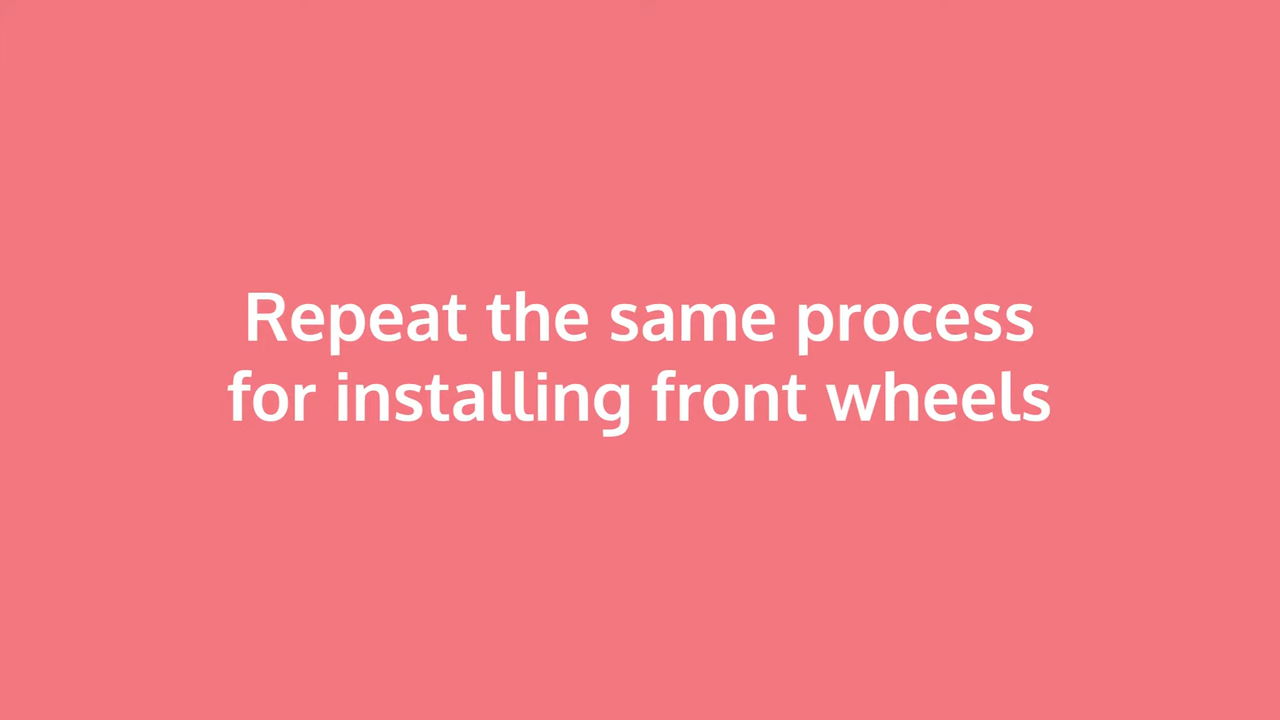 Repeat the same process
for installing front wheels